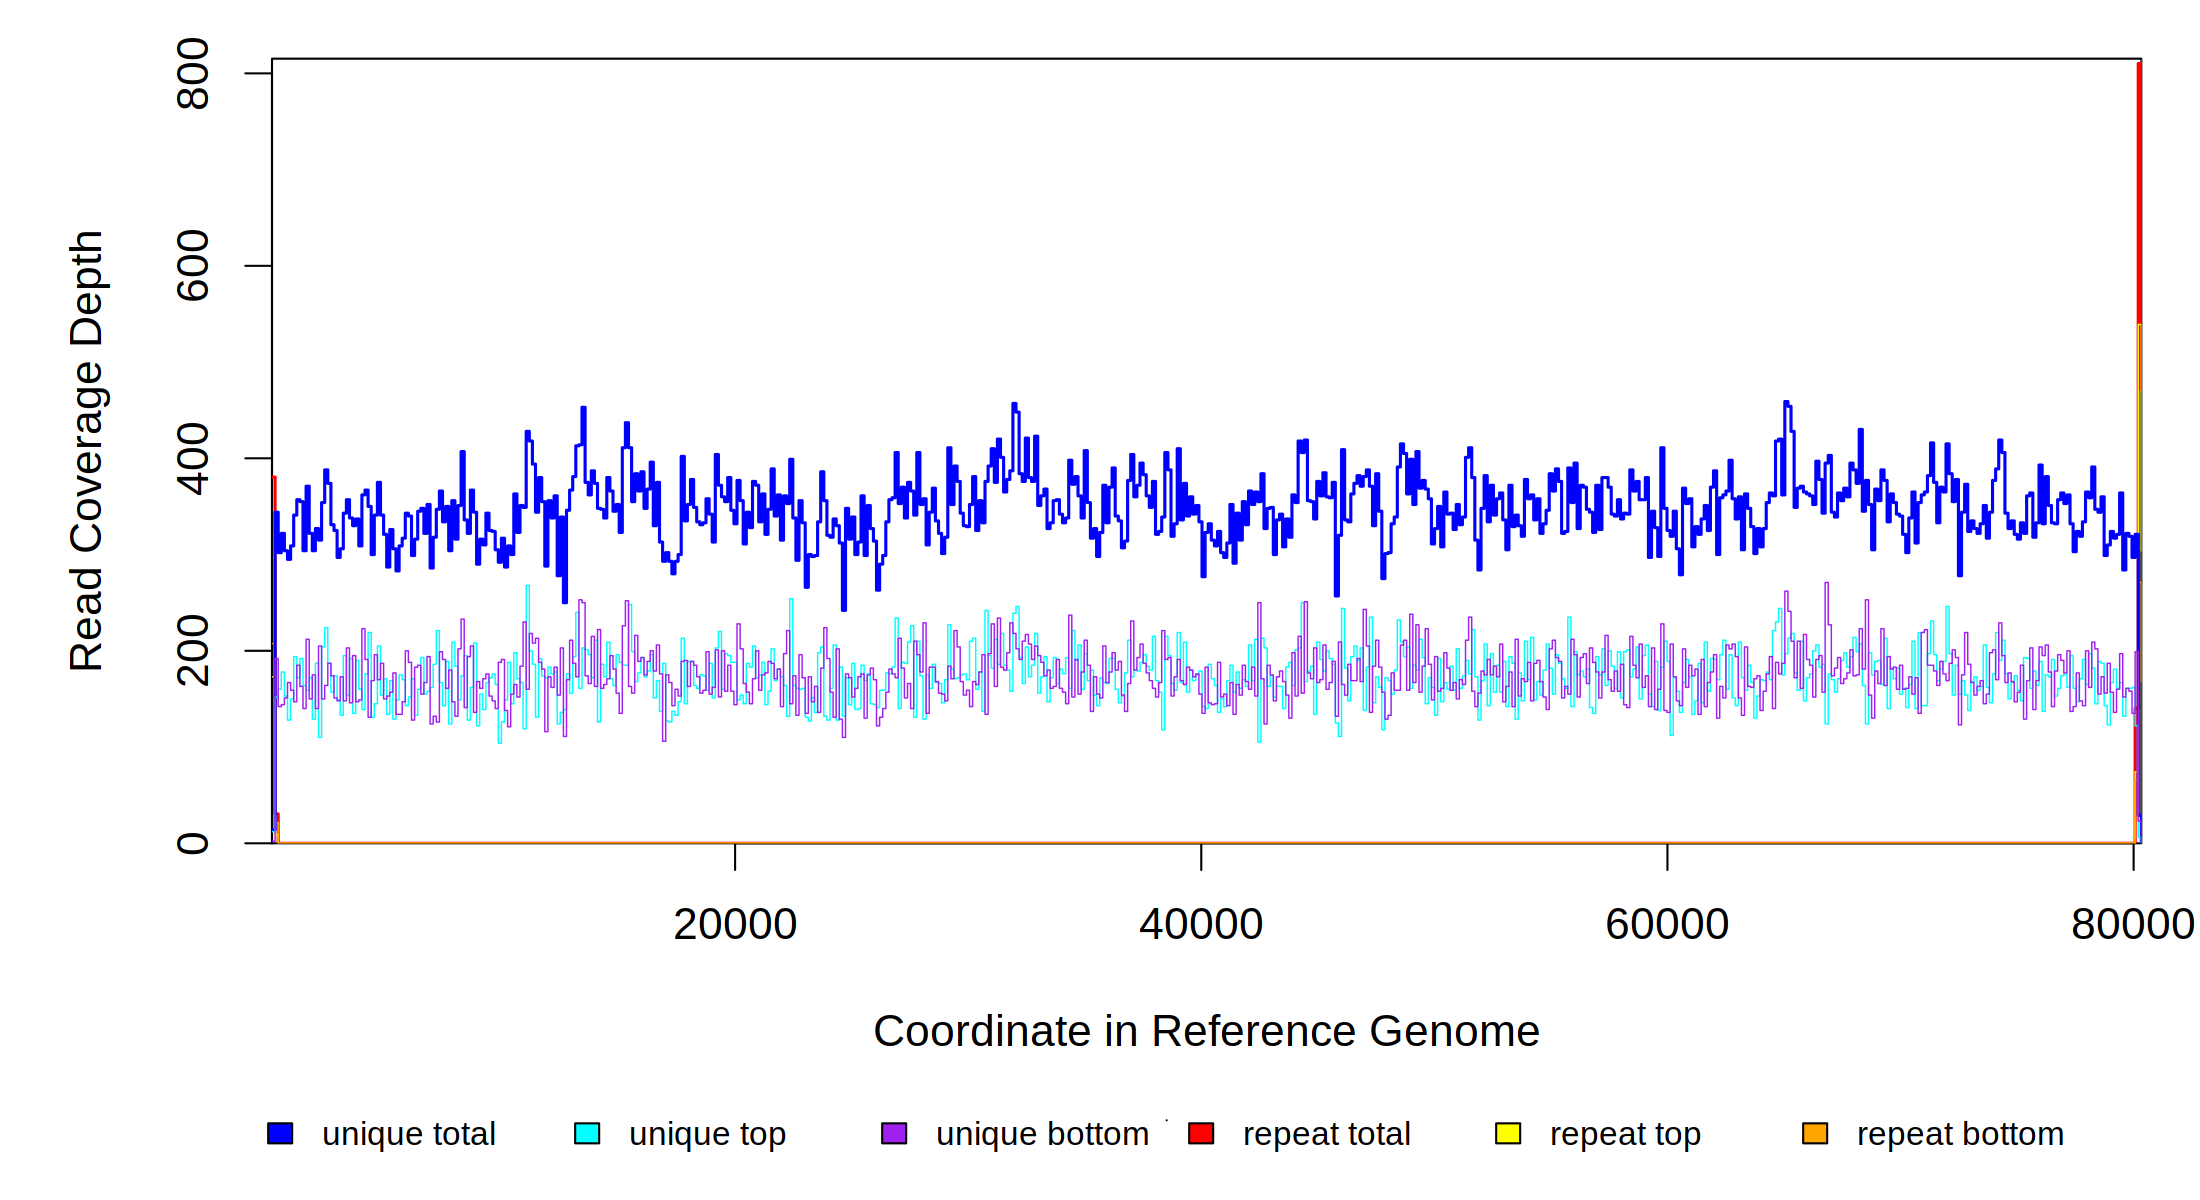 800
600
400
200
0
Read Coverage Depth
20000 40000 60000 80000
Coordinate in Reference Genome
unique total unique top unique bottom repeat total repeat top repeat bottom